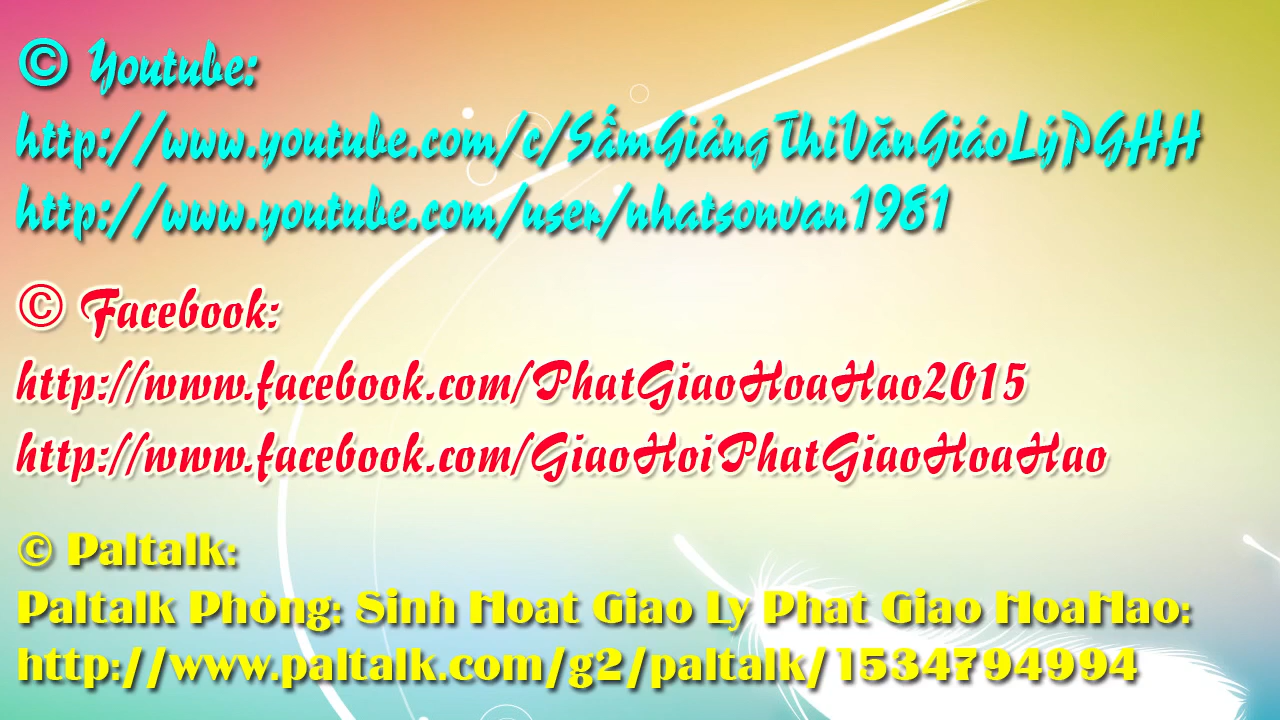 © Youtube:
http://www.youtube.com/c/SấmGiảngThiVănGiáoLýPGHH
http://www.youtube.com/user/nhatsonvan1981
© Facebook:
http://www.facebook.com/PhatGiaoHoaHao2015
http://www.facebook.com/GiaoHoiPhatGiaoHoaHao
© Paltalk:
Paltalk Phòng: Sinh Hoat Giao Ly Phat Giao HoaHao:
http://www.paltalk.com/g2/paltalk/1534794994